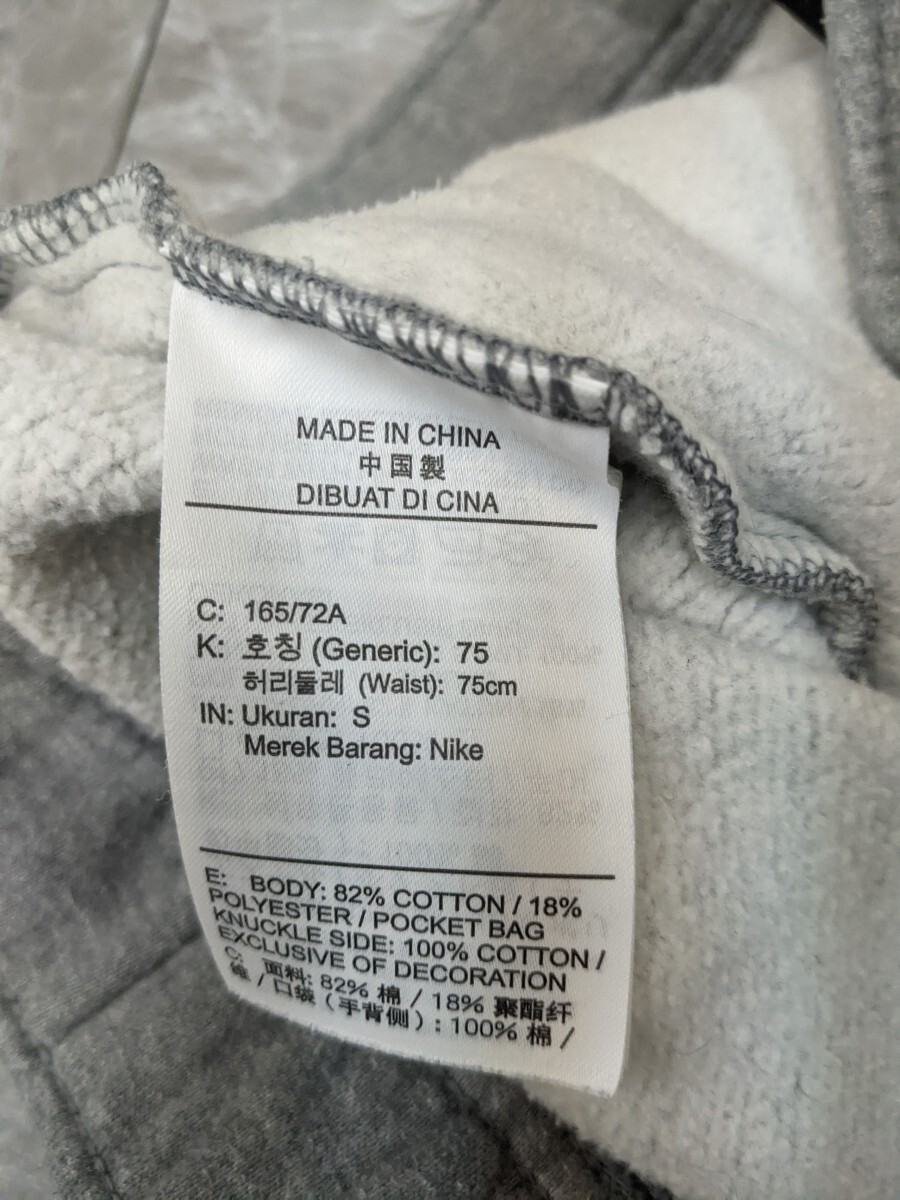 MADE IN CHINA
中国製
DIBUAT DI CINA
C: 165/72A
K: 호칭 (Generic): 75
허리둘레 (Waist): 75cm
IN: Ukuran: S
Merek Barang: Nike
E: BODY: 82% COTTON / 18%
POLYESTER / POCKET BAG
KNUCKLE SIDE: 100% COTTON /
EXCLUSIVE OF DECORATION
C: 面料: 82% 棉 / 18% 聚酯纤
维 / 口袋 (手背侧) : 100% 棉 /